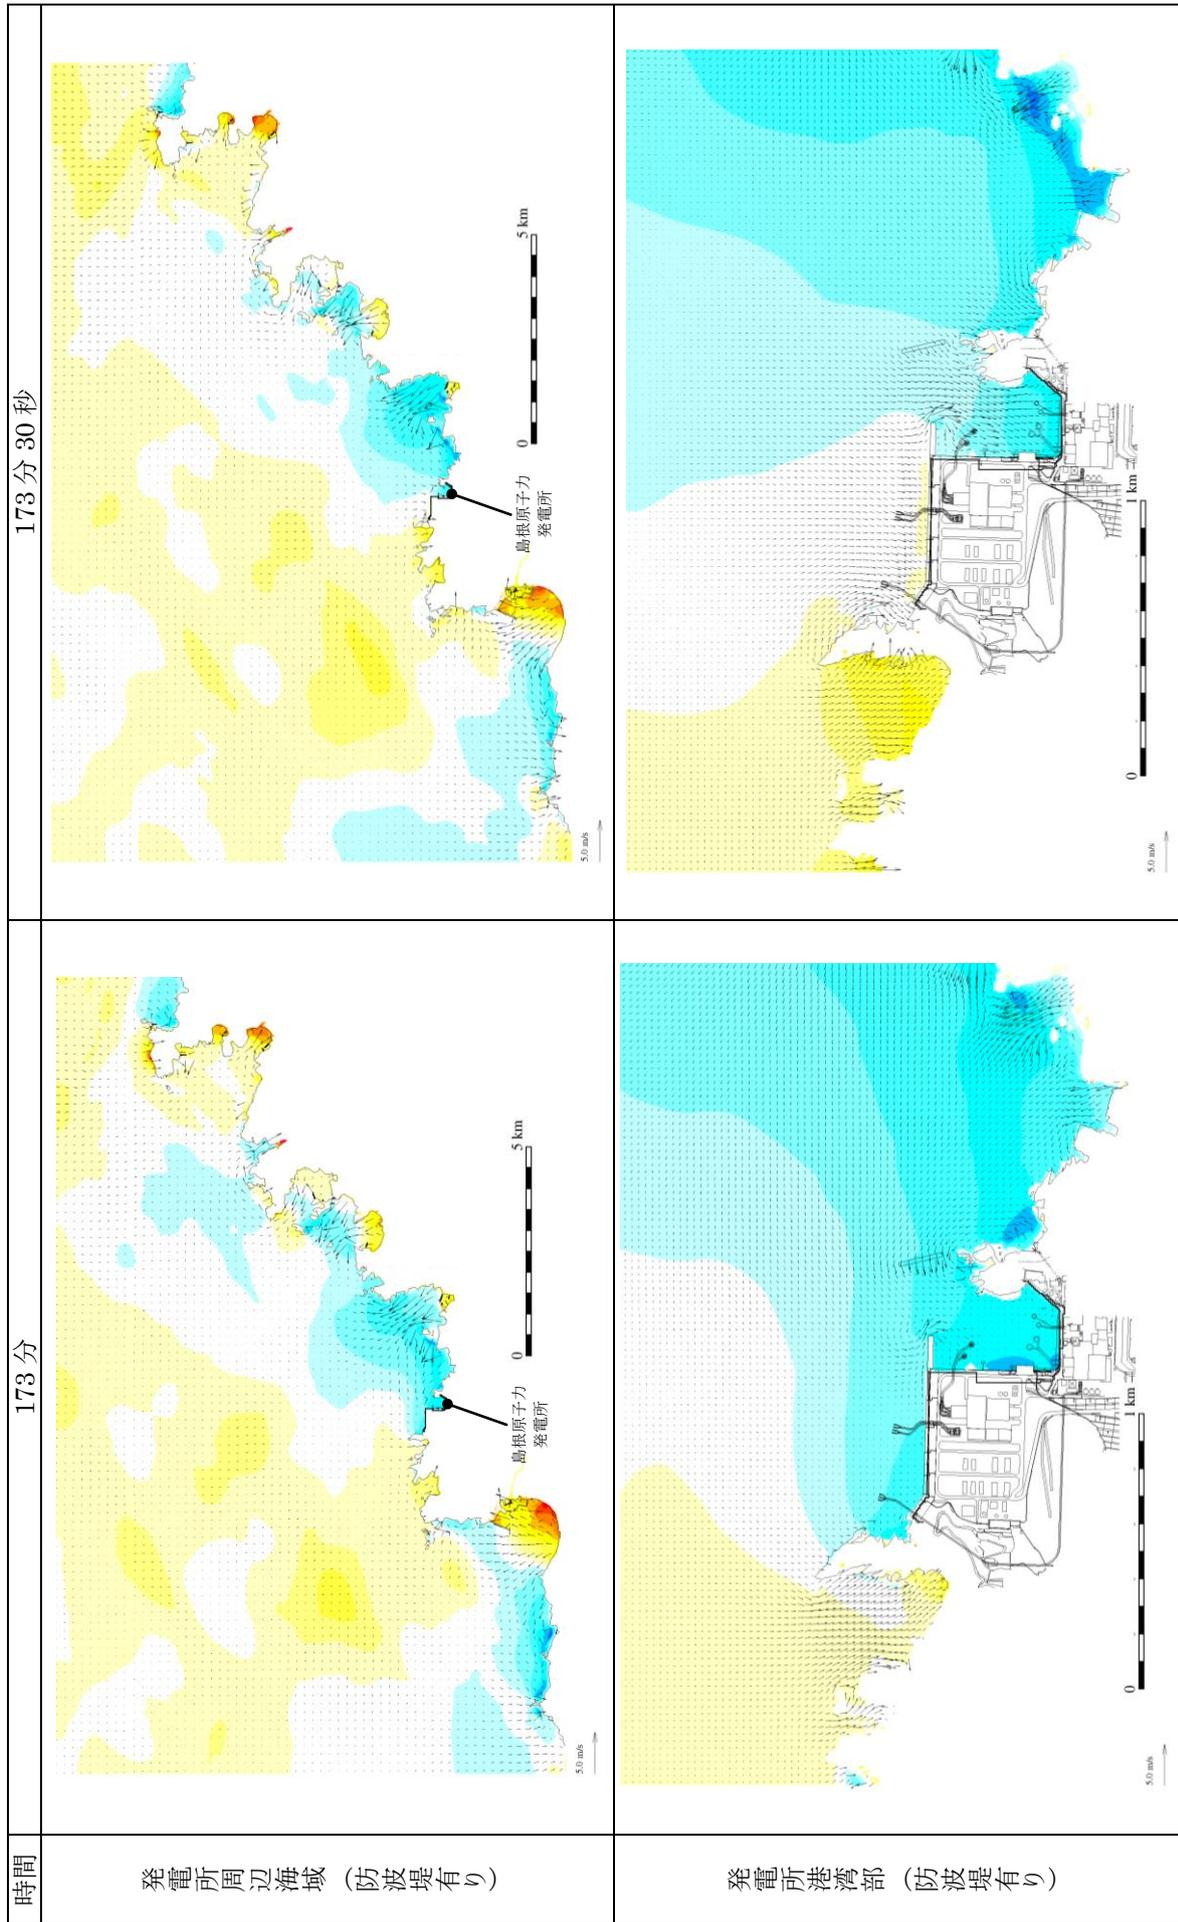 時間
173分
173分30秒
発電所周辺海域（防波堤有り）
島根原子力
発電所
0
5 km
5.0 m/s
島根原子力
発電所
0
5 km
5.0 m/s
発電所港湾部（防波堤有り）
0
1 km
5.0 m/s
0
1 km
5.0 m/s